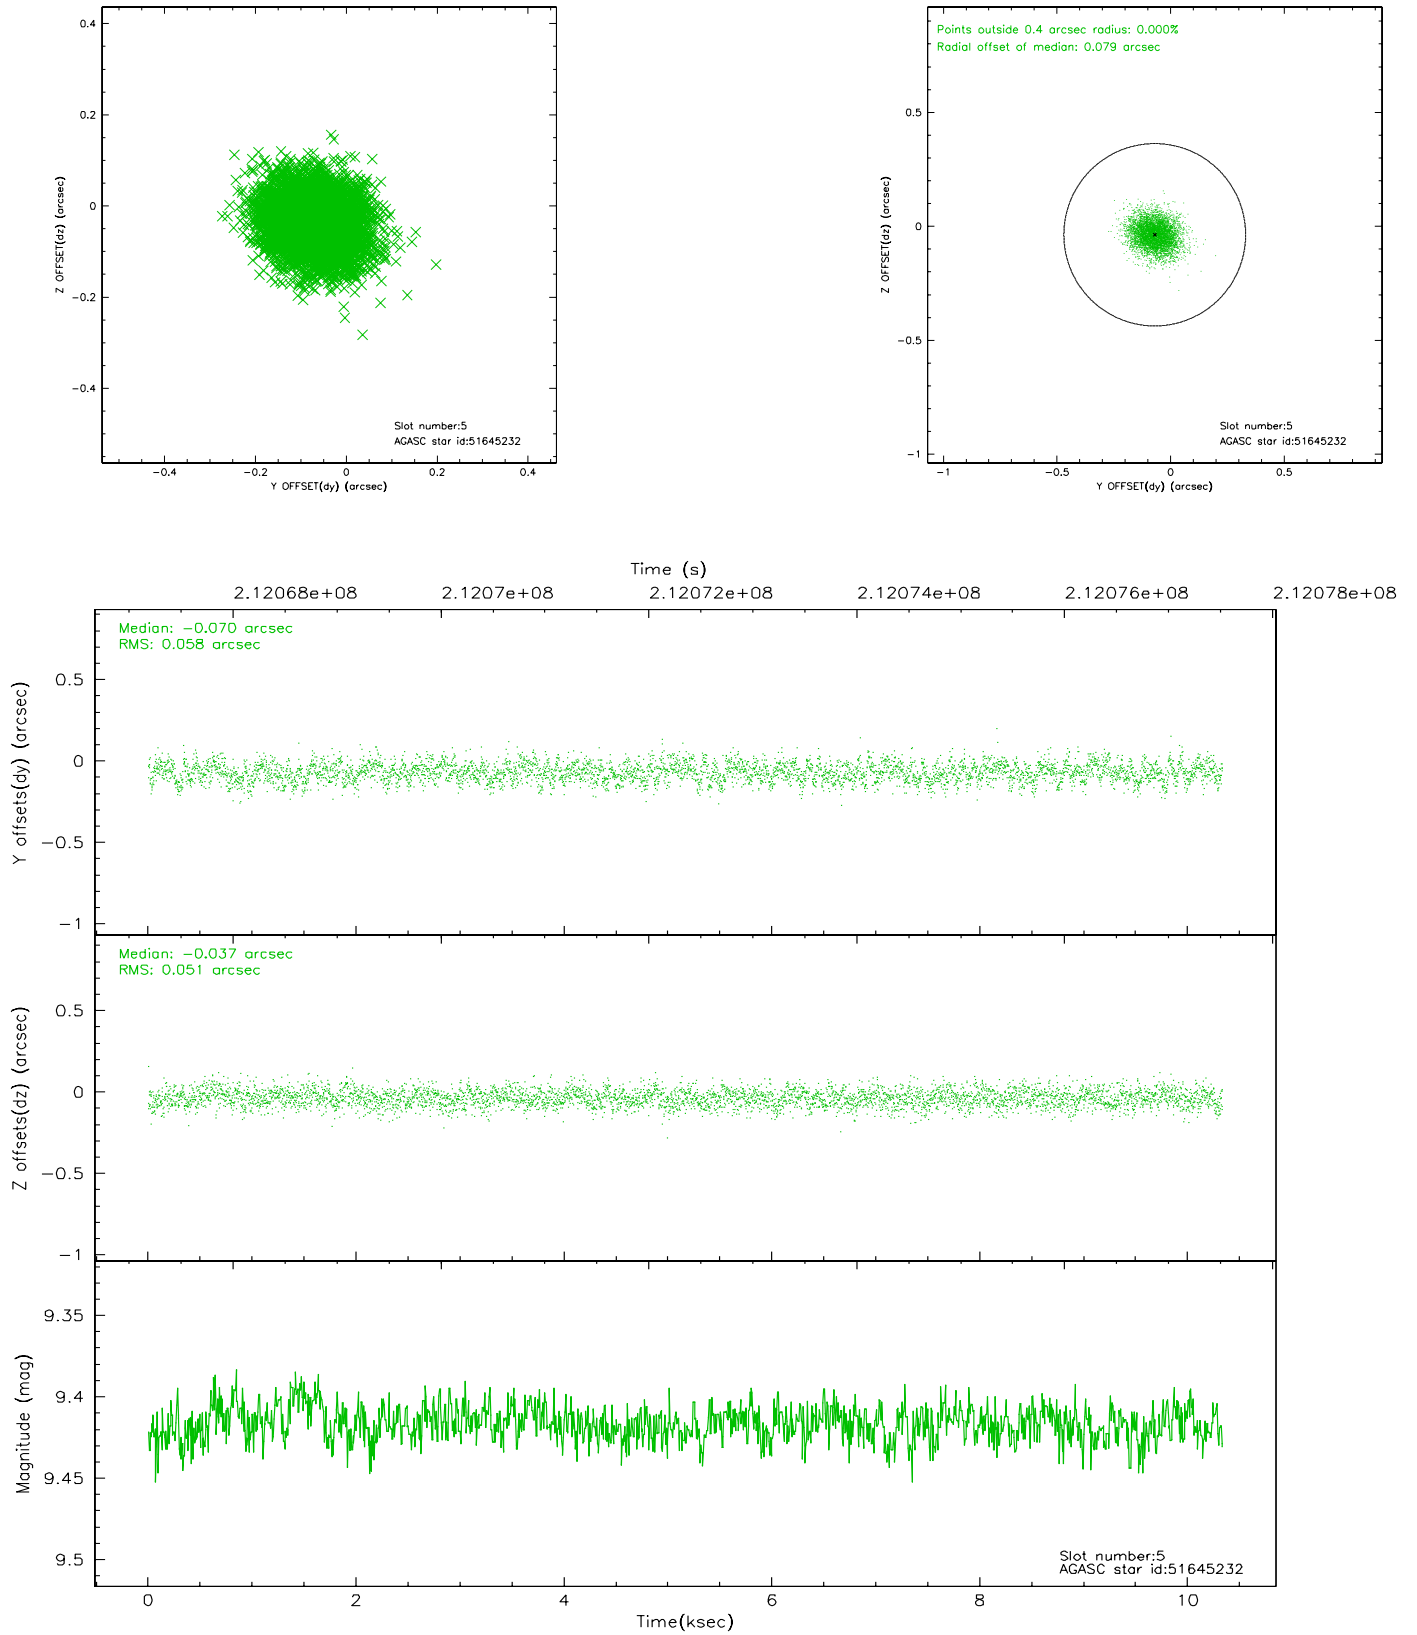 0.4
0.2
0
−0.2
−0.4
Z OFFSET(dz) (arcsec)
Slot number:5
AGASC star id:51645232
−0.4
−0.2
0
0.2
0.4
Y OFFSET(dy) (arcsec)
Points outside 0.4 arcsec radius: 0.000%
Radial offset of median: 0.079 arcsec
0.5
0
−0.5
−1
Z OFFSET(dz) (arcsec)
Slot number:5
AGASC star id:51645232
−1
−0.5
0
0.5
Y OFFSET(dy) (arcsec)
Time (s)
2.12068e+08
2.1207e+08
2.12072e+08
2.12074e+08
2.12076e+08
2.12078e+08
Median: −0.070 arcsec
RMS: 0.058 arcsec
0.5
0
−0.5
−1
Y offsets(dy) (arcsec)
Median: −0.037 arcsec
RMS: 0.051 arcsec
0.5
0
−0.5
−1
Z offsets(dz) (arcsec)
9.35
9.4
9.45
9.5
Magnitude (mag)
Slot number:5
AGASC star id:51645232
0
2
4
6
8
10
Time(ksec)